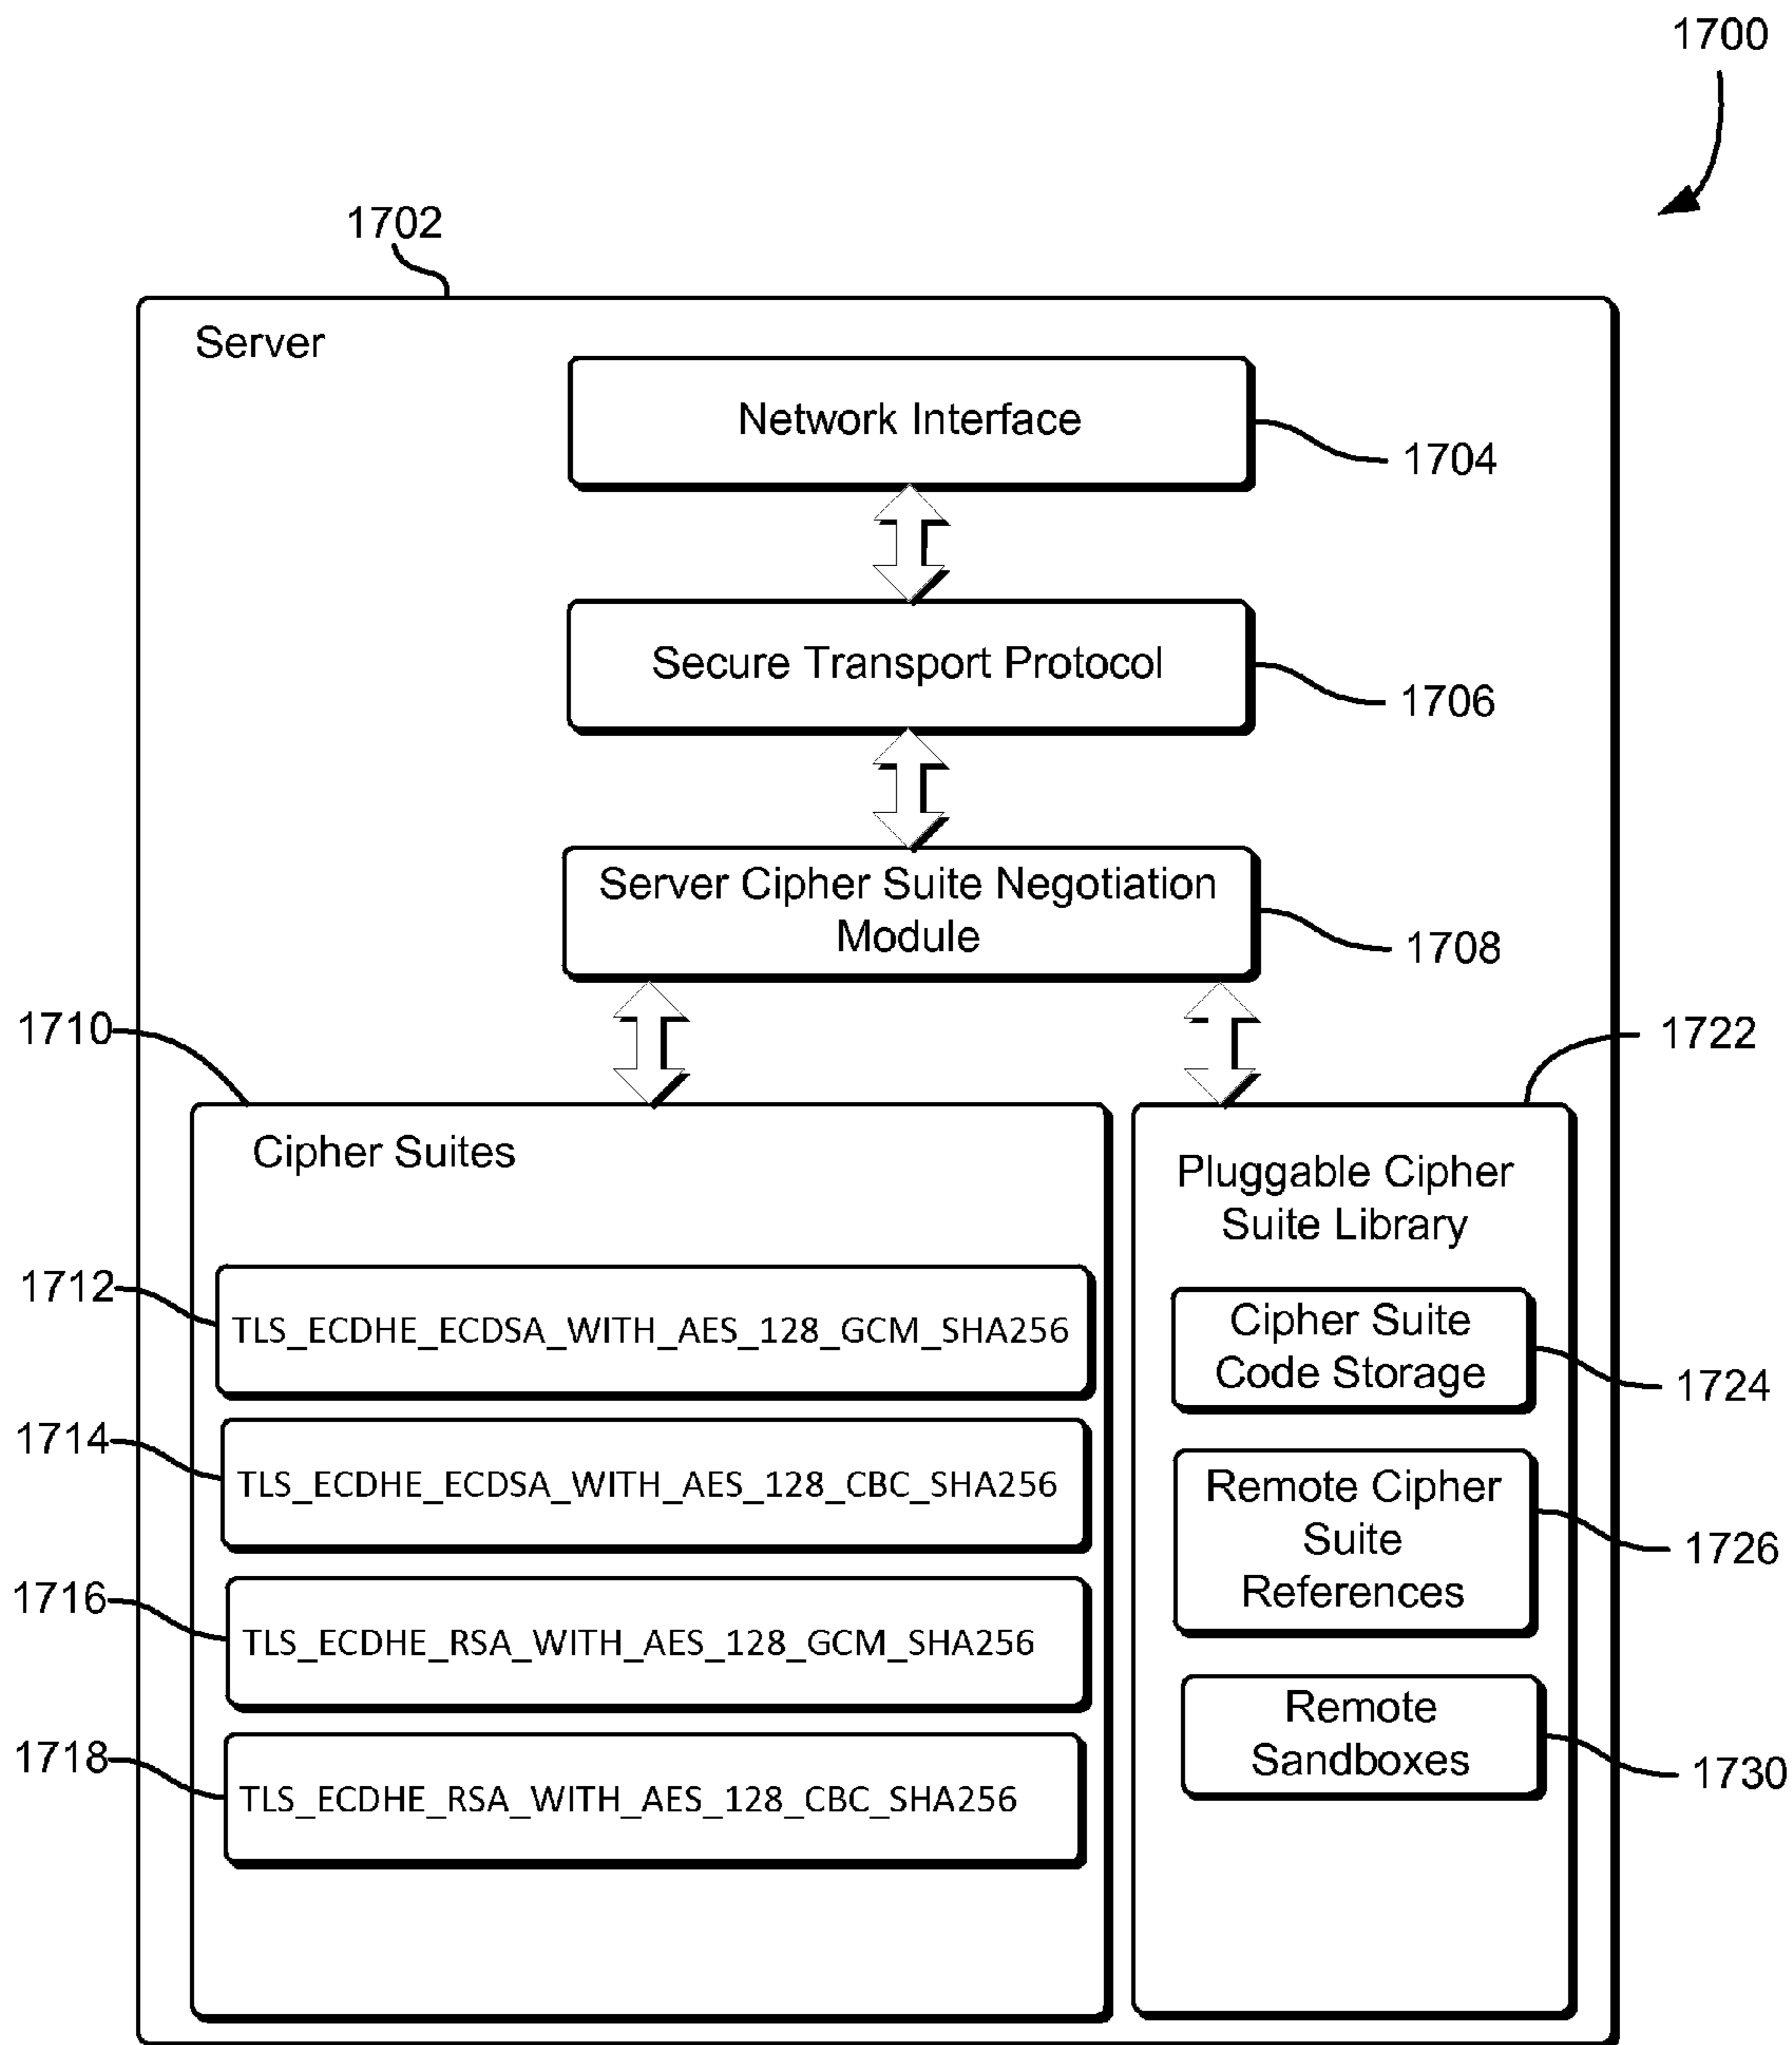 1700
1702
Server
Network Interface
1704
Secure Transport Protocol
1706
Server Cipher Suite Negotiation
Module
1708
1710
1722
Cipher Suites
Pluggable Cipher
Suite Library
1712
TLS_ECDHE_ECDSA_WITH_AES_128_GCM_SHA256
Cipher Suite
Code Storage
1724
1714
TLS_ECDHE_ECDSA_WITH_AES_128_CBC_SHA256
Remote Cipher
Suite
References
1726
1716
TLS_ECDHE_RSA_WITH_AES_128_GCM_SHA256
Remote
Sandboxes
1730
1718
TLS_ECDHE_RSA_WITH_AES_128_CBC_SHA256